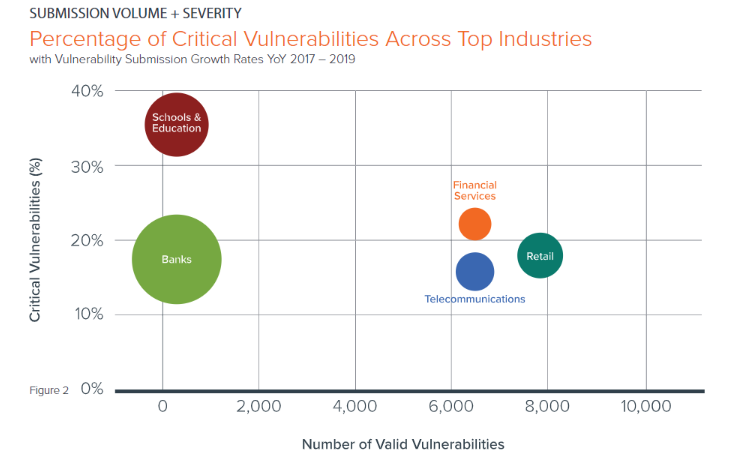 SUBMISSION VOLUME + SEVERITY
Percentage of Critical Vulnerabilities Across Top Industries
with Vulnerability Submission Growth Rates YoY 2017 – 2019
Critical Vulnerabilities (%)
40%
30%
20%
10%
0%
Schools &
Education
Banks
Financial
Services
Telecommunications
Retail
Figure 2
0
2,000
4,000
6,000
8,000
10,000
Number of Valid Vulnerabilities